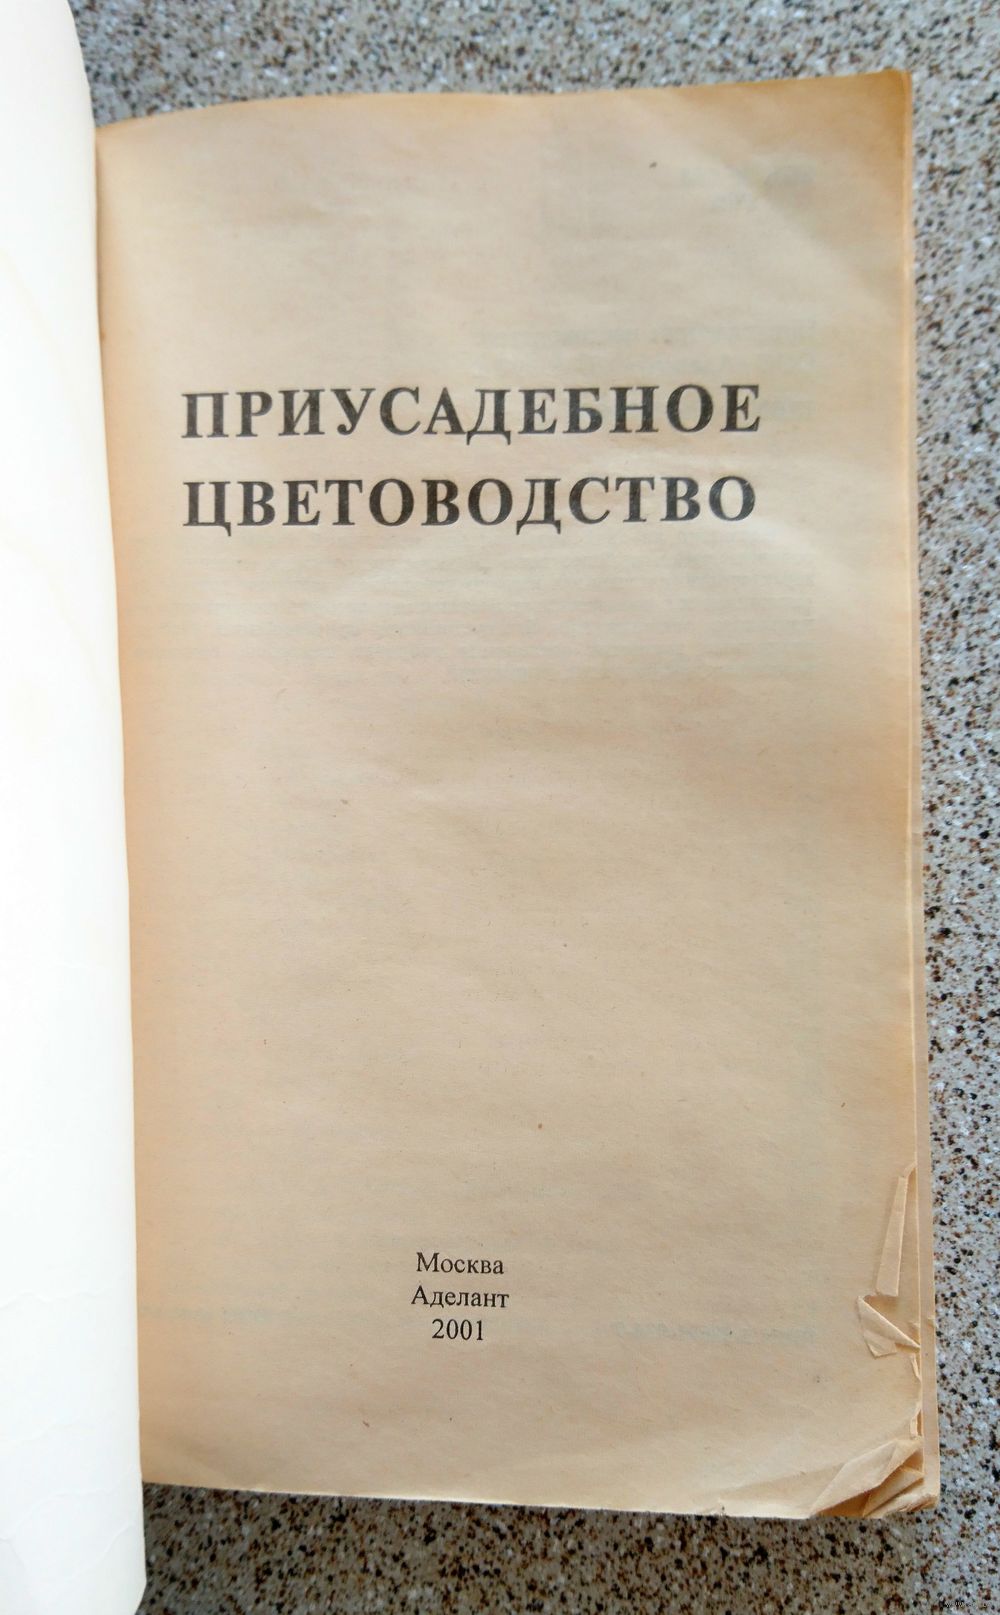 ПРИУСАДЕБНОЕ
ЦВЕТОВОДСТВО
Москва
Аделант
2001